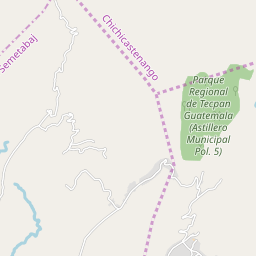 Chichicastenango
Semetabaj
Parque
Regional
de Tecpan
Guatemala
(Astillero
Municipal
Pol. 5)